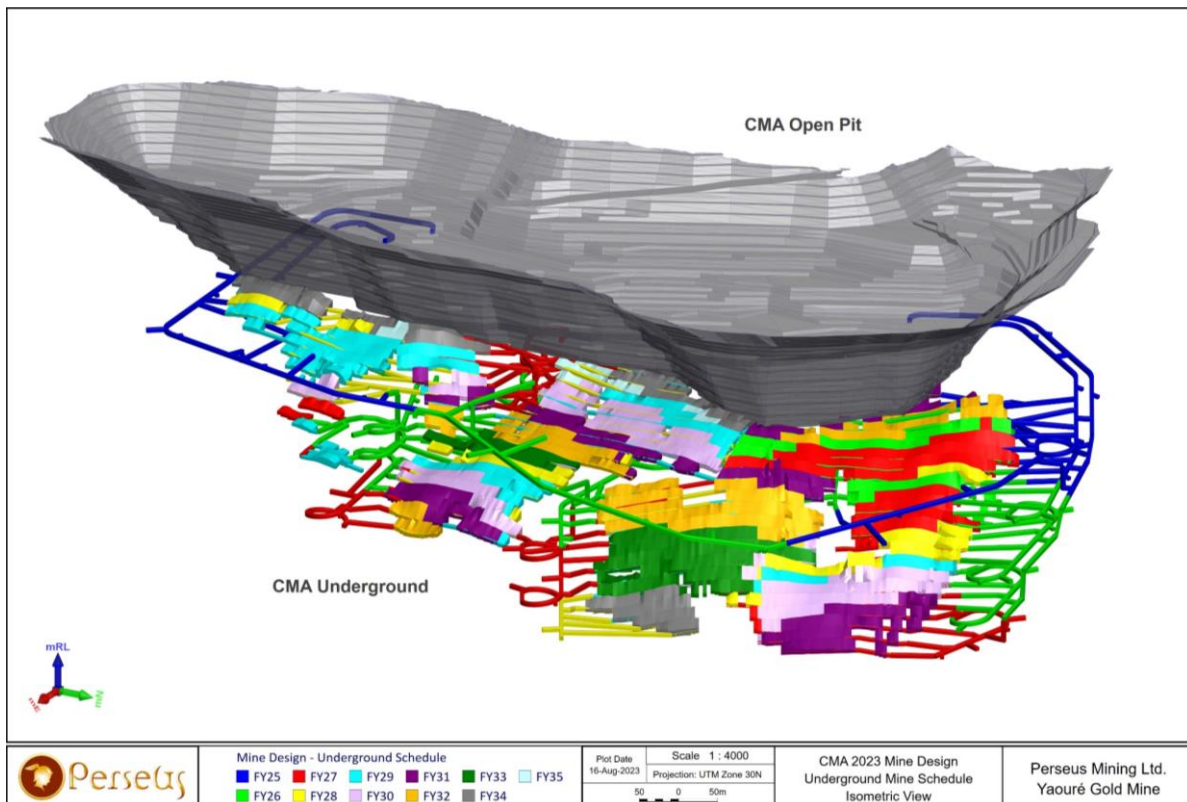 CMA Open Pit
CMA Underground
mRL
mE
mN
Perseus
Mine Design - Underground Schedule
FY25 FY27 FY29 FY31 FY33 FY35
FY26 FY28 FY30 FY32 FY34
Plot Date
16-Aug-2023
Scale 1 : 4000
Projection: UTM Zone 30N
50 0 50m
CMA 2023 Mine Design
Underground Mine Schedule
Isometric View
Perseus Mining Ltd.
Yaouré Gold Mine